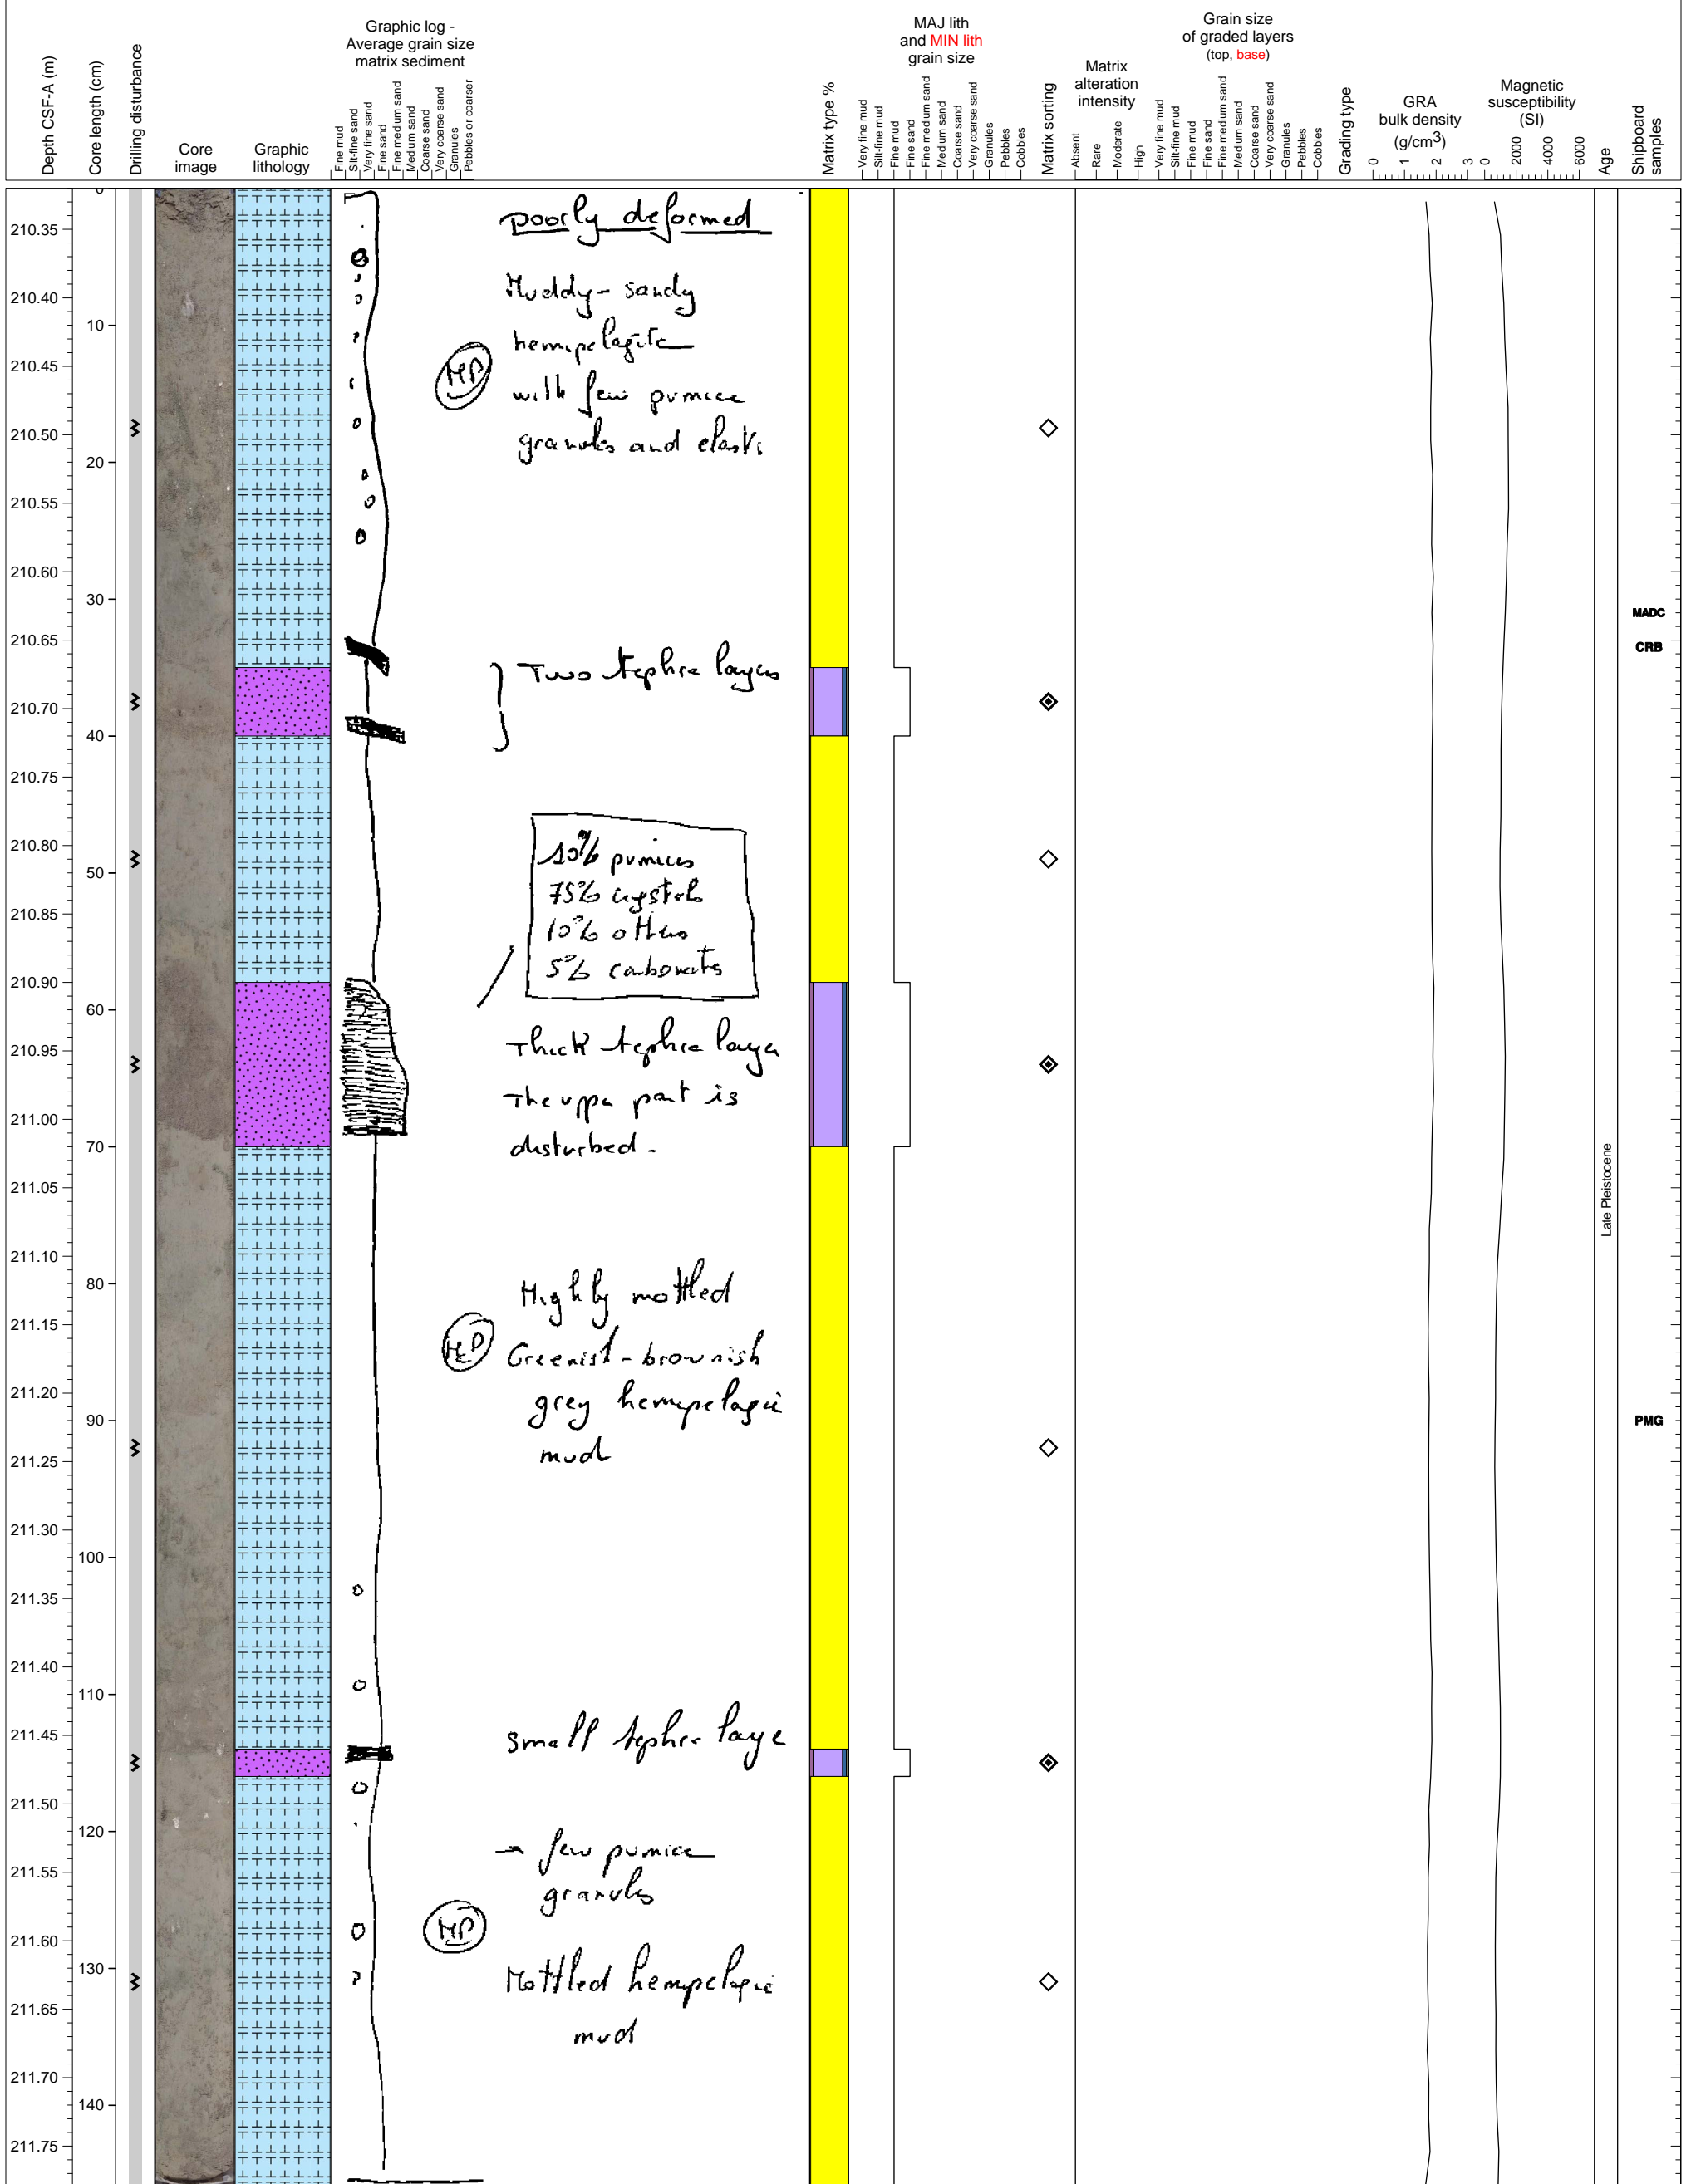 Depth CSF-A (m)
Core length (cm)
Drilling disturbance
Core
image
Graphic
lithology
Graphic log -
Average grain size
matrix sediment
Fine mud
Silt-fine sand
Very fine sand
Fine sand
Fine medium sand
Medium sand
Coarse sand
Very coarse sand
Granules
Pebbles or coarser
Matrix type %
MAJ lith
and MIN lith
grain size
Very fine mud
Silt-fine mud
Fine mud
Fine sand
Fine medium sand
Medium sand
Coarse sand
Very coarse sand
Granules
Pebbles
Cobbles
Matrix sorting
Matrix
alteration
intensity
Absent
Rare
Moderate
High
Grain size
of graded layers
(top, base)
Very fine mud
Silt-fine mud
Fine mud
Fine sand
Fine medium sand
Medium sand
Coarse sand
Very coarse sand
Granules
Pebbles
Cobbles
Grading type
GRA
bulk density
(g/cm3)
0 1 2 3
Magnetic
susceptibility
(SI)
0 2000 4000 6000
Age
Shipboard
samples
0
poorly deformed
210.35
Muddy-sandy
210.40
10
hemipelagite
210.45
HP
with few pumice
granules and clasts
210.50
20
210.55
210.60
30
MADC
210.65
CRB
Two tephra layers
210.70
40
210.75
210.80
10% pumices
50
75% crystals
210.85
10% others
5% carbonates
210.90
60
210.95
Thick tephra layer
The upper part is
211.00
disturbed -
70
211.05
Late Pleistocene
211.10
80
Highly mottled
211.15
HP
Greenish-brownish
211.20
grey hemipelagic
90
PMG
mud
211.25
211.30
100
211.35
211.40
110
211.45
small tephra laye
211.50
120
→ few pumice
211.55
granules
HP
211.60
130
Mottled hemipelagic
211.65
mud
211.70
140
211.75